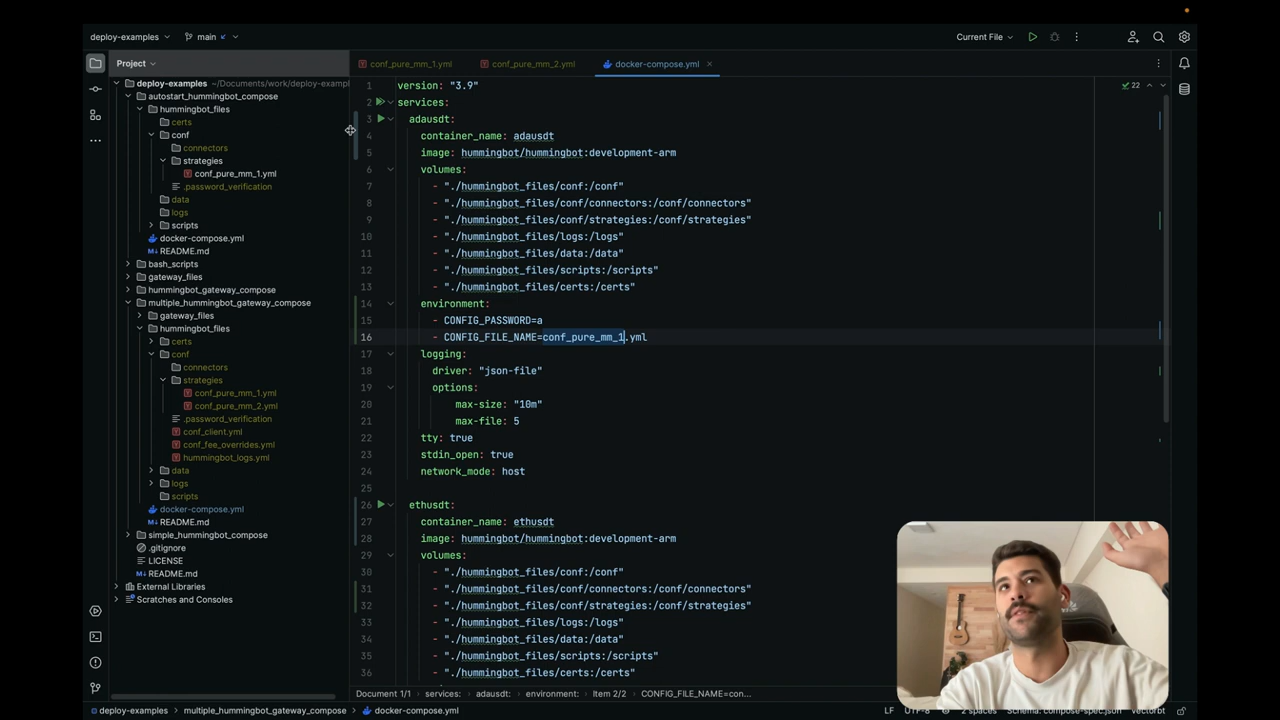 deploy-examples
main
Current File
Project
deploy-examples ~/Documents/work/deploy-exampl
autostart_hummingbot_compose
hummingbot_files
certs
conf
connectors
strategies
conf_pure_mm_1.yml
.password_verification
data
logs
scripts
docker-compose.yml
README.md
bash_scripts
gateway_files
hummingbot_gateway_compose
multiple_hummingbot_gateway_compose
gateway_files
hummingbot_files
certs
conf
connectors
strategies
conf_pure_mm_1.yml
conf_pure_mm_2.yml
.password_verification
conf_client.yml
conf_fee_overrides.yml
hummingbot_logs.yml
data
logs
scripts
docker-compose.yml
README.md
simple_hummingbot_compose
.gitignore
LICENSE
README.md
External Libraries
Scratches and Consoles
conf_pure_mm_1.yml
conf_pure_mm_2.yml
docker-compose.yml
22
1 version: "3.9"
2 services:
3 adausdt:
4 container_name: adausdt
5 image: hummingbot/hummingbot:development-arm
6 volumes:
7 - "./hummingbot_files/conf:/conf"
8 - "./hummingbot_files/conf/connectors:/conf/connectors"
9 - "./hummingbot_files/conf/strategies:/conf/strategies"
10 - "./hummingbot_files/logs:/logs"
11 - "./hummingbot_files/data:/data"
12 - "./hummingbot_files/scripts:/scripts"
13 - "./hummingbot_files/certs:/certs"
14 environment:
15 - CONFIG_PASSWORD=a
16 - CONFIG_FILE_NAME=conf_pure_mm_1.yml
17 logging:
18 driver: "json-file"
19 options:
20 max-size: "10m"
21 max-file: 5
22 tty: true
23 stdin_open: true
24 network_mode: host
25
26 ethusdt:
27 container_name: ethusdt
28 image: hummingbot/hummingbot:development-arm
29 volumes:
30 - "./hummingbot_files/conf:/conf"
31 - "./hummingbot_files/conf/connectors:/conf/connectors"
32 - "./hummingbot_files/conf/strategies:/conf/strategies"
33 - "./hummingbot_files/logs:/logs"
34 - "./hummingbot_files/data:/data"
35 - "./hummingbot_files/scripts:/scripts"
36 - "./hummingbot_files/certs:/certs"
Document 1/1 services: adausdt: environment: Item 2/2 CONFIG_FILE_NAME=con...
deploy-examples multiple_hummingbot_gateway_compose docker-compose.yml
LF UTF-8 2 spaces Schema: compose-spec.json vectorbt